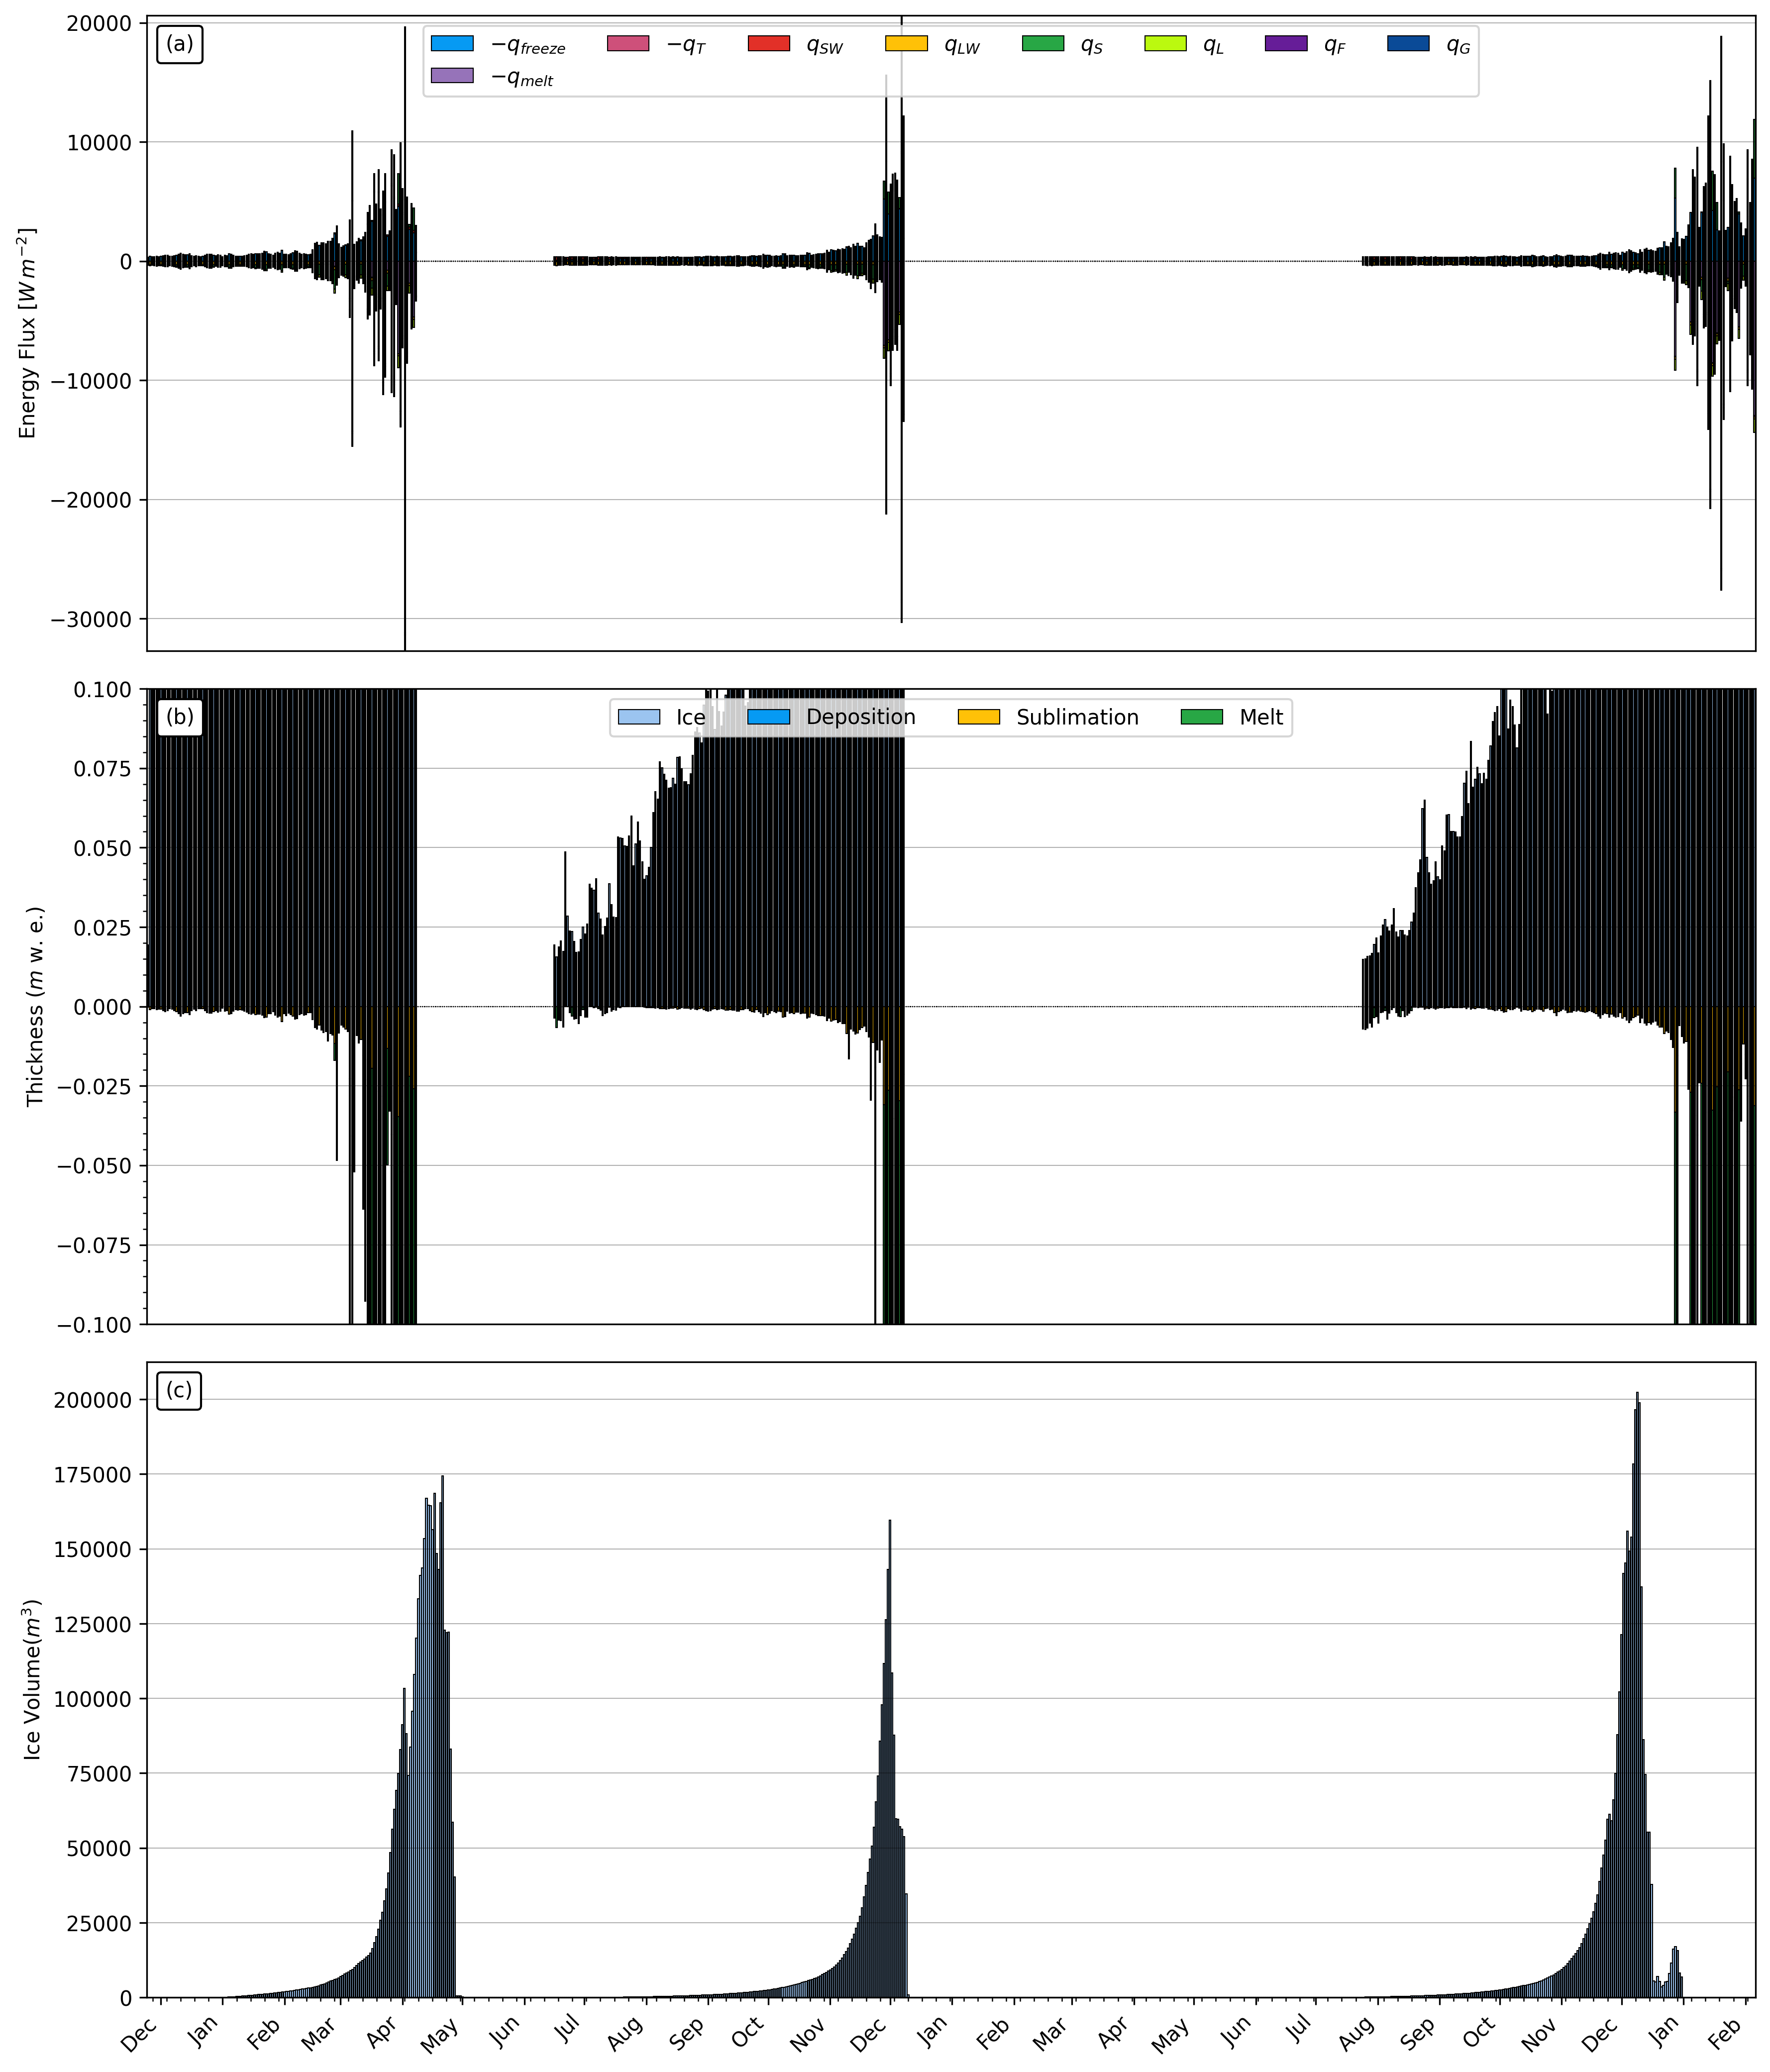 (a)
−q_freeze −q_T q_SW q_LW q_S q_L q_F q_G
−q_melt
20000
10000
0
−10000
−20000
−30000
Energy Flux [W m⁻²]
(b)
Ice Deposition Sublimation Melt
0.100
0.075
0.050
0.025
0.000
−0.025
−0.050
−0.075
−0.100
Thickness (m w. e.)
(c)
200000
175000
150000
125000
100000
75000
50000
25000
0
Ice Volume(m³)
Dec Jan Feb Mar Apr May Jun Jul Aug Sep Oct Nov Dec Jan Feb Mar Apr May Jun Jul Aug Sep Oct Nov Dec Jan Feb